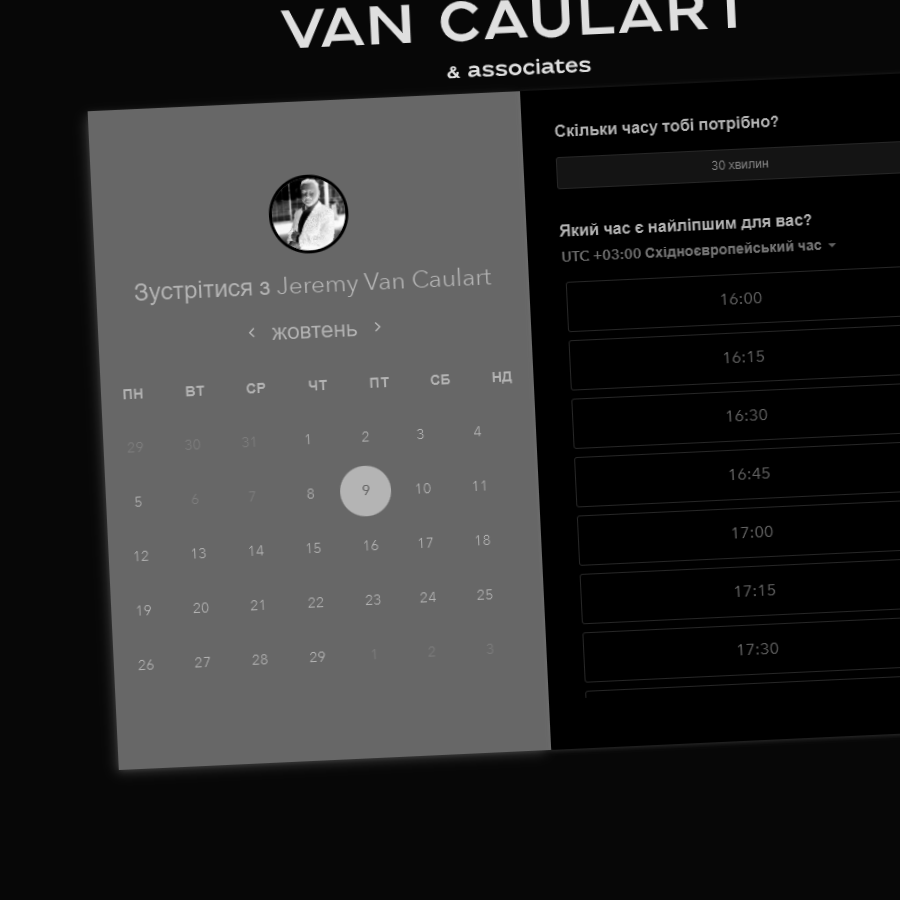 VAN CAULART
& associates
Зустрітися з Jeremy Van Caulart
жовтень
ПН ВТ СР ЧТ ПТ СБ НД
29 30 31 1 2 3 4
5 6 7 8 9 10 11
12 13 14 15 16 17 18
19 20 21 22 23 24 25
26 27 28 29 1 2 3
Скільки часу тобі потрібно?
30 хвилин
Який час є найліпшим для вас?
UTC +03:00 Східноєвропейський час
16:00
16:15
16:30
16:45
17:00
17:15
17:30